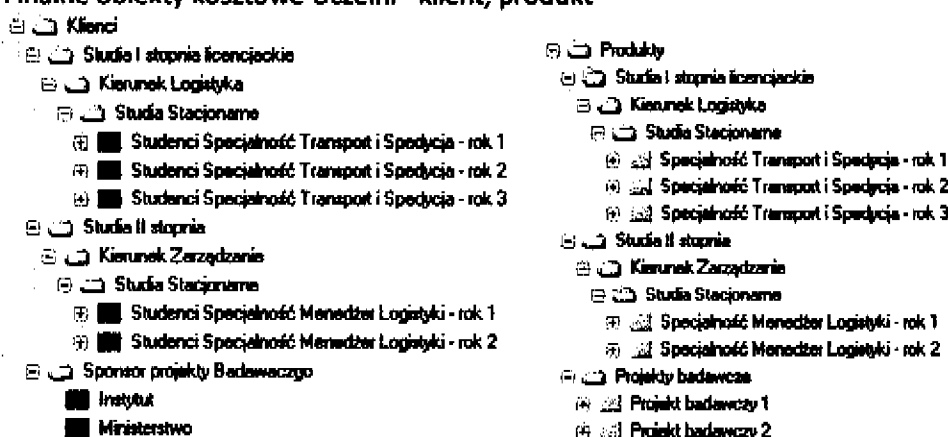 Finalne obiekty kosztowe Uczelni - klient, produkt
Klienci
Studia I stopnia licencjackie
Kierunek Logistyka
Studia Stacjonarne
Studenci Specjalność Transport i Spedycja - rok 1
Studenci Specjalność Transport i Spedycja - rok 2
Studenci Specjalność Transport i Spedycja - rok 3
Studia II stopnia
Kierunek Zarządzanie
Studia Stacjonarne
Studenci Specjalność Menedżer Logistyki - rok 1
Studenci Specjalność Menedżer Logistyki - rok 2
Sponsor projekty Badawaczgo
Instytut
Ministerstwo
Produkty
Studia I stopnia licencjackie
Kierunek Logistyka
Studia Stacjonarne
Specjalność Transport i Spedycja - rok 1
Specjalność Transport i Spedycja - rok 2
Specjalność Transport i Spedycja - rok 3
Studia II stopnia
Kierunek Zarządzanie
Studia Stacjonarne
Specjalność Menedżer Logistyki - rok 1
Specjalność Menedżer Logistyki - rok 2
Projekty badawcze
Projekt badawczy 1
Projekt badawczy 2